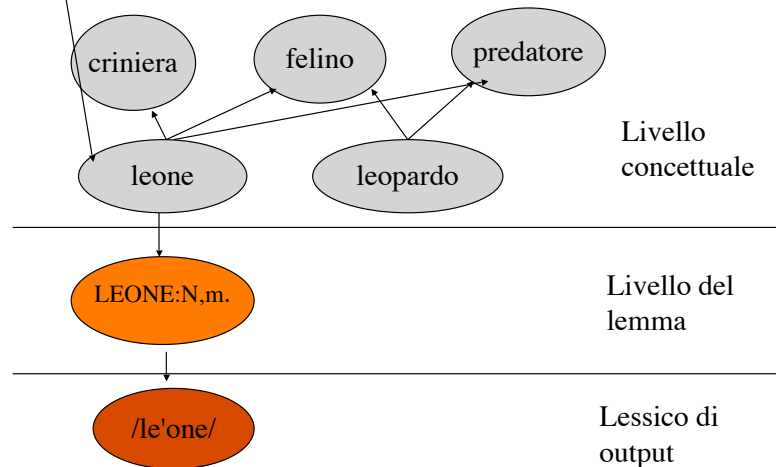 criniera
felino
predatore
Livello
concettuale
leone
leopardo
LEONE:N,m.
Livello del
lemma
/le'one/
Lessico di
output